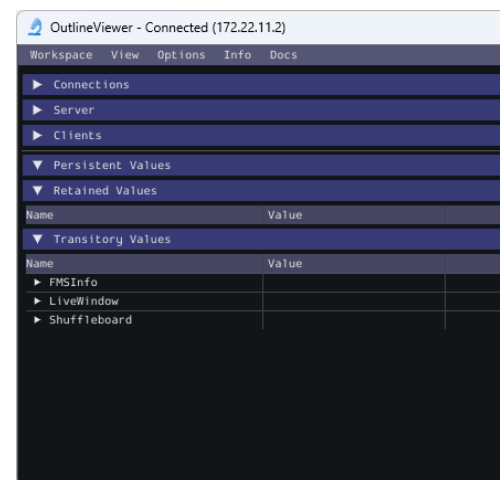 OutlineViewer - Connected (172.22.11.2)
Workspace View Options Info Docs
Connections
Server
Clients
Persistent Values
Retained Values
Name Value
Transitory Values
Name Value
FMSInfo
LiveWindow
Shuffleboard